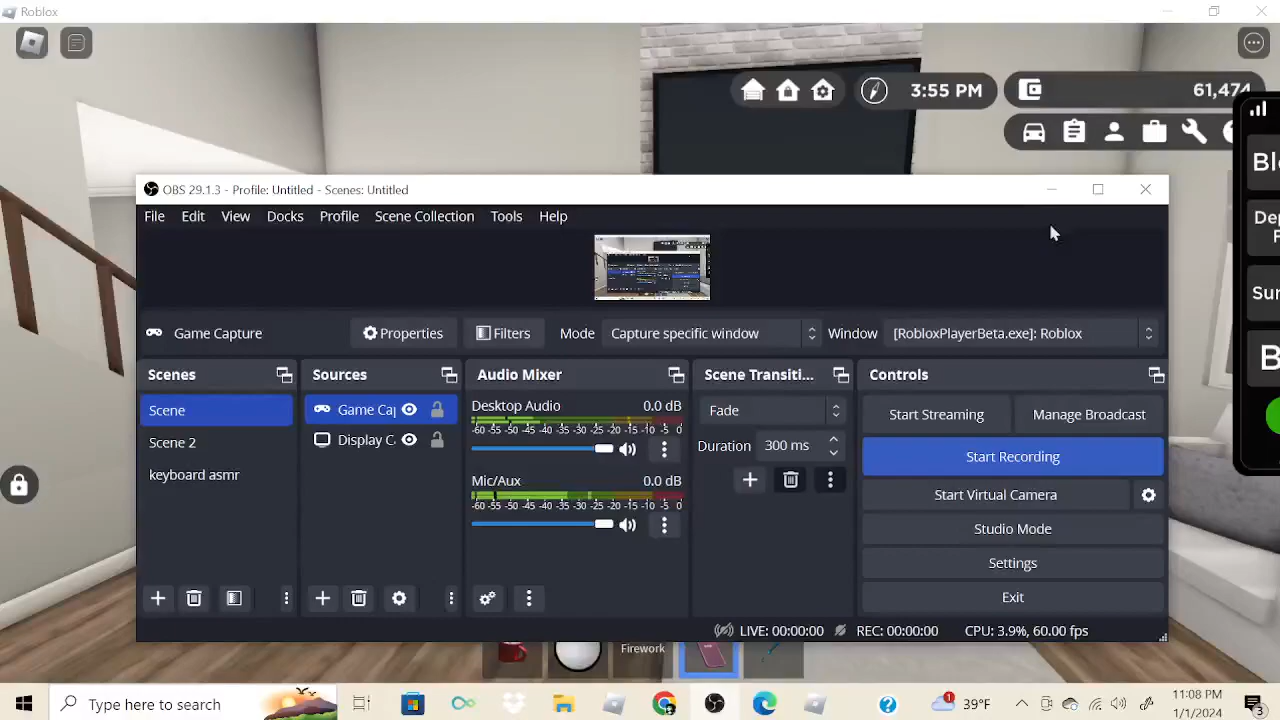 Roblox
3:55 PM
61,474
OBS 29.1.3 - Profile: Untitled - Scenes: Untitled
File Edit View Docks Profile Scene Collection Tools Help
Game Capture Properties Filters Mode Capture specific window Window [RobloxPlayerBeta.exe]: Roblox
Scenes
Scene
Scene 2
keyboard asmr
Sources
Game Ca
Display C
Audio Mixer
Desktop Audio 0.0 dB
-60 -55 -50 -45 -40 -35 -30 -25 -20 -15 -10 -5 0
Mic/Aux 0.0 dB
-60 -55 -50 -45 -40 -35 -30 -25 -20 -15 -10 -5 0
Scene Transiti...
Fade
Duration 300 ms
Controls
Start Streaming Manage Broadcast
Start Recording
Start Virtual Camera
Studio Mode
Settings
Exit
LIVE: 00:00:00 REC: 00:00:00 CPU: 3.9%, 60.00 fps
Blo
Dep
F
Sur
B
Firework
Type here to search
1
39°F
11:08 PM
1/1/2024
3